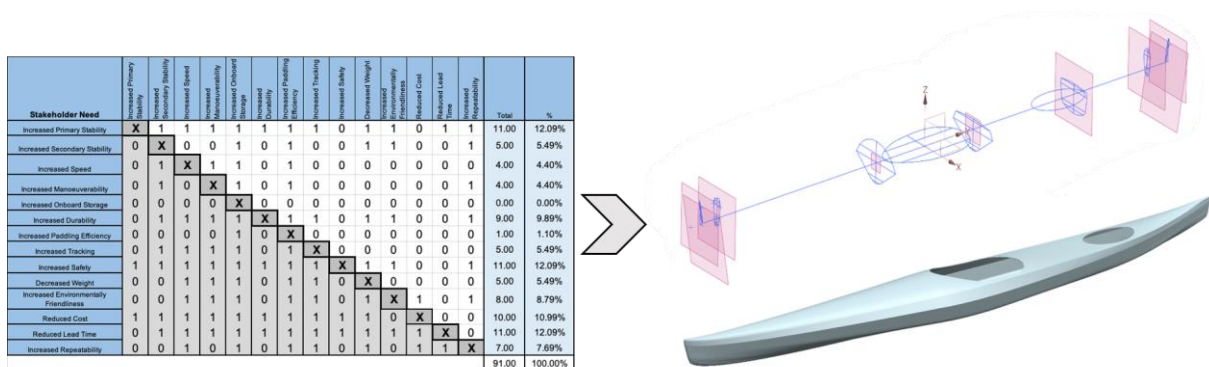 Stakeholder Need
Increased Primary
Stability
Increased
Secondary Stability
Increased Speed
Increased
Manoeuverability
Increased Onboard
Storage
Increased
Durability
Increased Paddling
Efficiency
Increased Tracking
Increased Safety
Decreased Weight
Increased
Environmentally
Friendliness
Reduced Cost
Reduced Lead
Time
Increased
Repeatability
Total
%
Increased Primary Stability X 1 1 1 1 1 1 1 0 1 1 0 1 1 11.00 12.09%
Increased Secondary Stability 0 X 0 0 1 0 1 0 0 1 1 0 0 1 5.00 5.49%
Increased Speed 0 1 X 1 1 0 1 0 0 0 0 0 0 0 4.00 4.40%
Increased Manoeuverability 0 1 0 X 1 0 1 0 0 0 0 0 0 1 4.00 4.40%
Increased Onboard Storage 0 0 0 0 X 0 0 0 0 0 0 0 0 0 0.00 0.00%
Increased Durability 0 1 1 1 1 X 1 1 0 1 1 0 0 1 9.00 9.89%
Increased Paddling Efficiency 0 0 0 0 1 0 X 0 0 0 0 0 0 0 1.00 1.10%
Increased Tracking 0 1 1 1 1 0 1 X 0 0 0 0 0 0 5.00 5.49%
Increased Safety 1 1 1 1 1 1 1 1 X 1 1 0 0 1 11.00 12.09%
Decreased Weight 0 0 1 1 1 0 1 1 0 X 0 0 0 0 5.00 5.49%
Increased Environmentally
Friendliness 0 0 1 1 1 0 1 1 0 1 X 1 0 1 8.00 8.79%
Reduced Cost 1 1 1 1 1 1 1 1 1 1 0 X 0 0 10.00 10.99%
Reduced Lead Time 0 1 1 1 1 1 1 1 1 1 1 1 X 0 11.00 12.09%
Increased Repeatability 0 0 1 0 1 0 1 1 0 1 0 1 1 X 7.00 7.69%
91.00 100.00%
Z
X